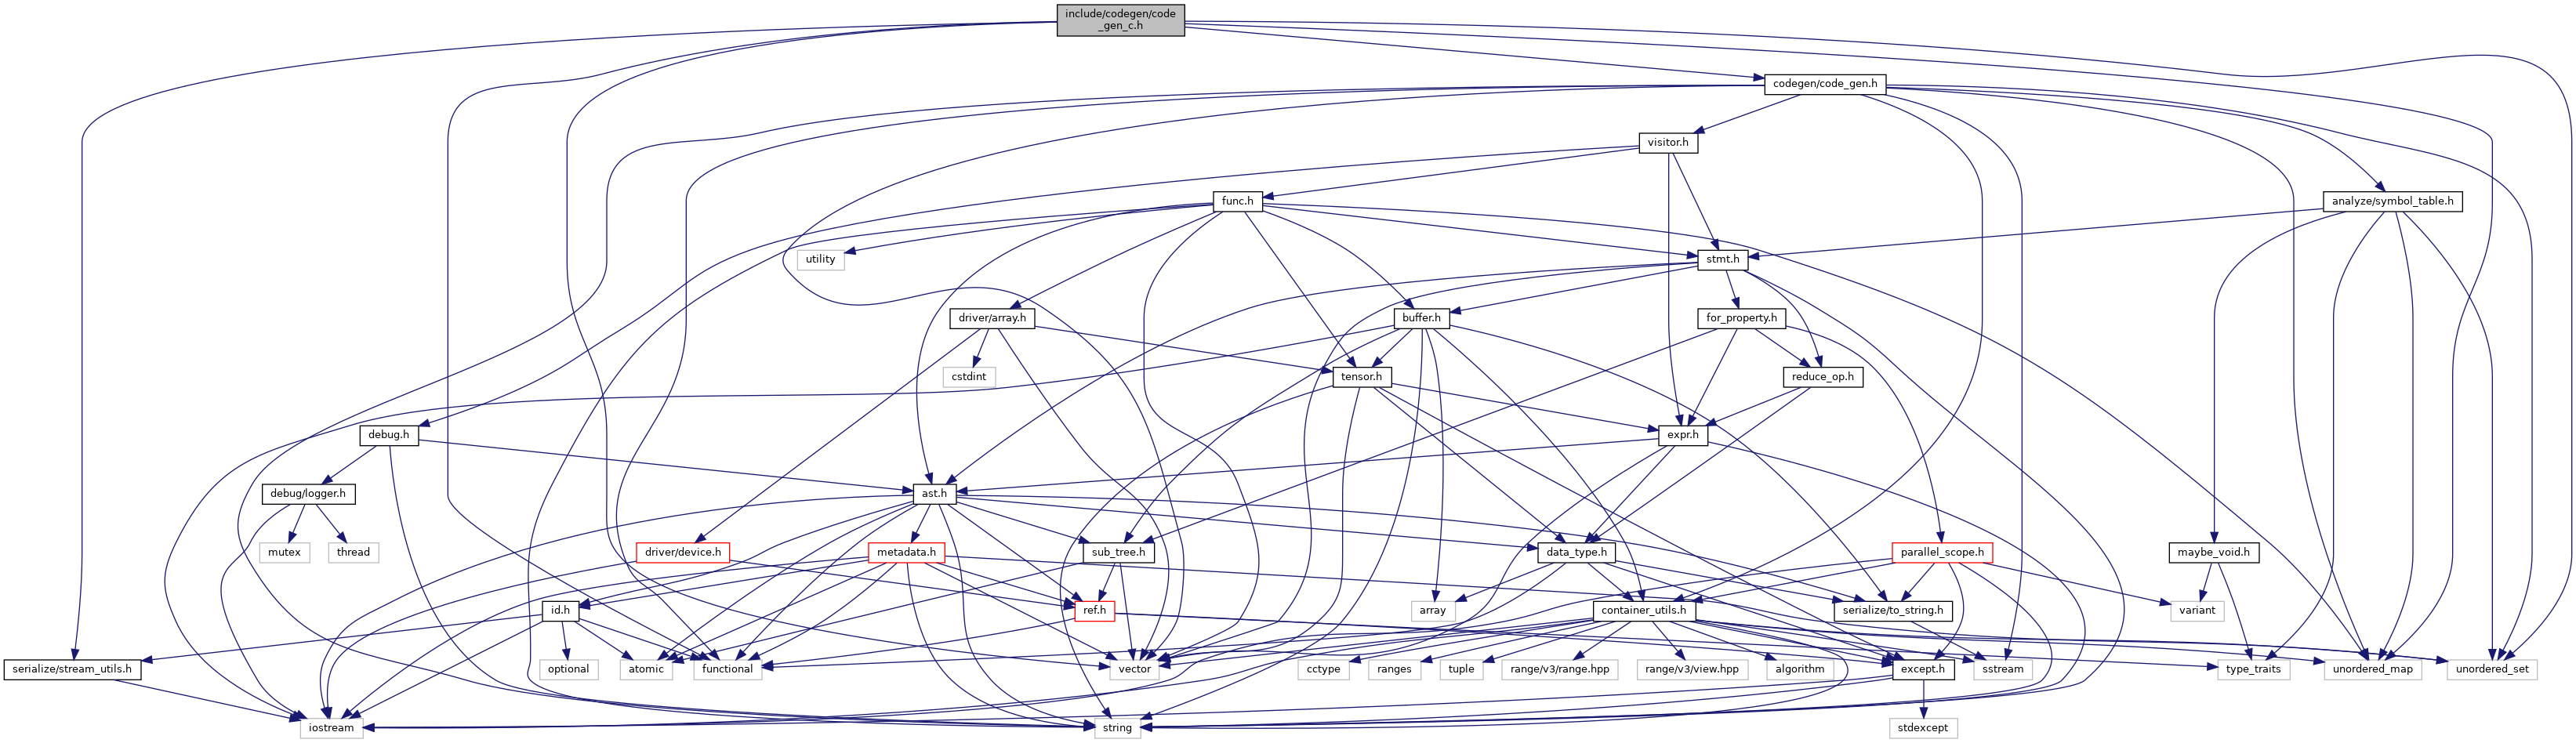 include/codegen/code
_gen_c.h
codegen/code_gen.h
visitor.h
func.h
analyze/symbol_table.h
utility
stmt.h
driver/array.h
buffer.h
for_property.h
cstdint
tensor.h
reduce_op.h
debug.h
expr.h
debug/logger.h
ast.h
mutex
thread
driver/device.h
metadata.h
sub_tree.h
data_type.h
parallel_scope.h
maybe_void.h
id.h
ref.h
array
container_utils.h
serialize/to_string.h
variant
serialize/stream_utils.h
optional
atomic
functional
vector
cctype
ranges
tuple
range/v3/range.hpp
range/v3/view.hpp
algorithm
except.h
sstream
type_traits
unordered_map
unordered_set
iostream
string
stdexcept